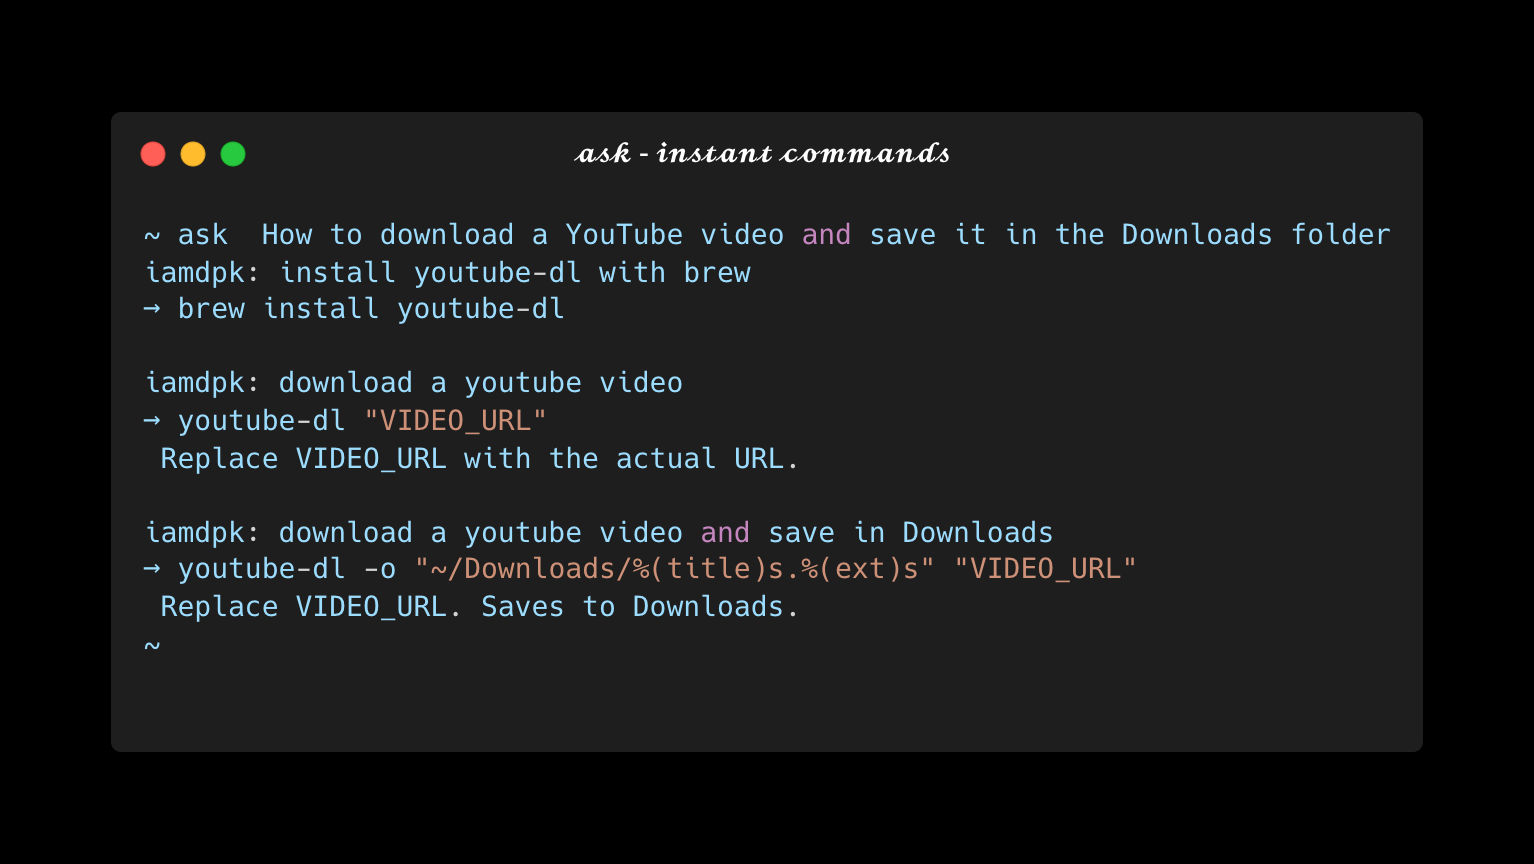 ask - instant commands
~ ask  How to download a YouTube video and save it in the Downloads folder
iamdpk: install youtube-dl with brew
→ brew install youtube-dl
iamdpk: download a youtube video
→ youtube-dl "VIDEO_URL"
Replace VIDEO_URL with the actual URL.
iamdpk: download a youtube video and save in Downloads
→ youtube-dl -o "~/Downloads/%(title)s.%(ext)s" "VIDEO_URL"
Replace VIDEO_URL. Saves to Downloads.
~